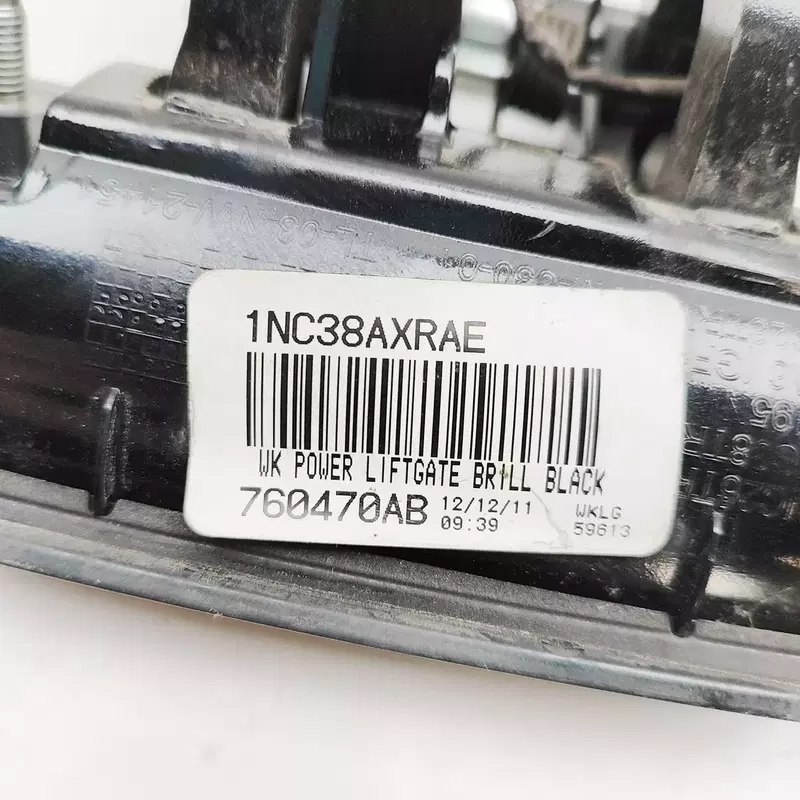 1NC38AXRAE
WK POWER LIFTGATE BRILL BLACK
760470AB 12/12/11 WKLG
09:39 59613